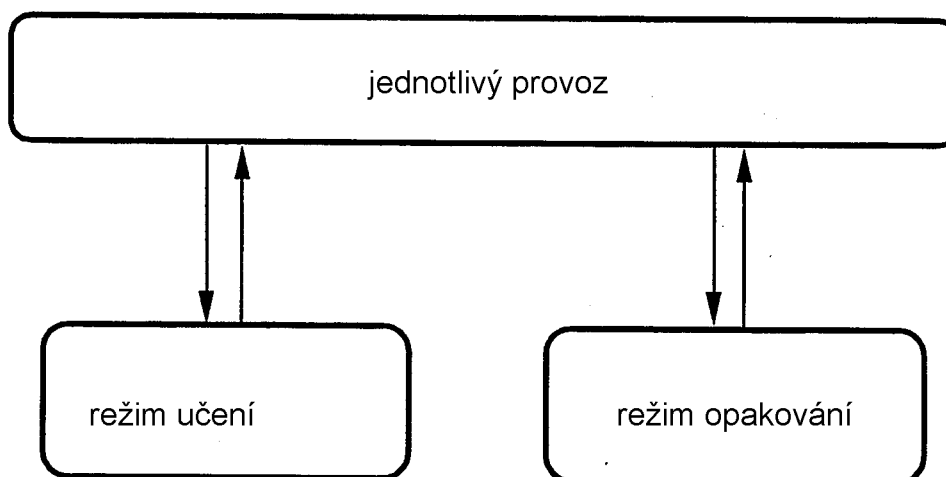 jednotlivý provoz
režim učení
režim opakování